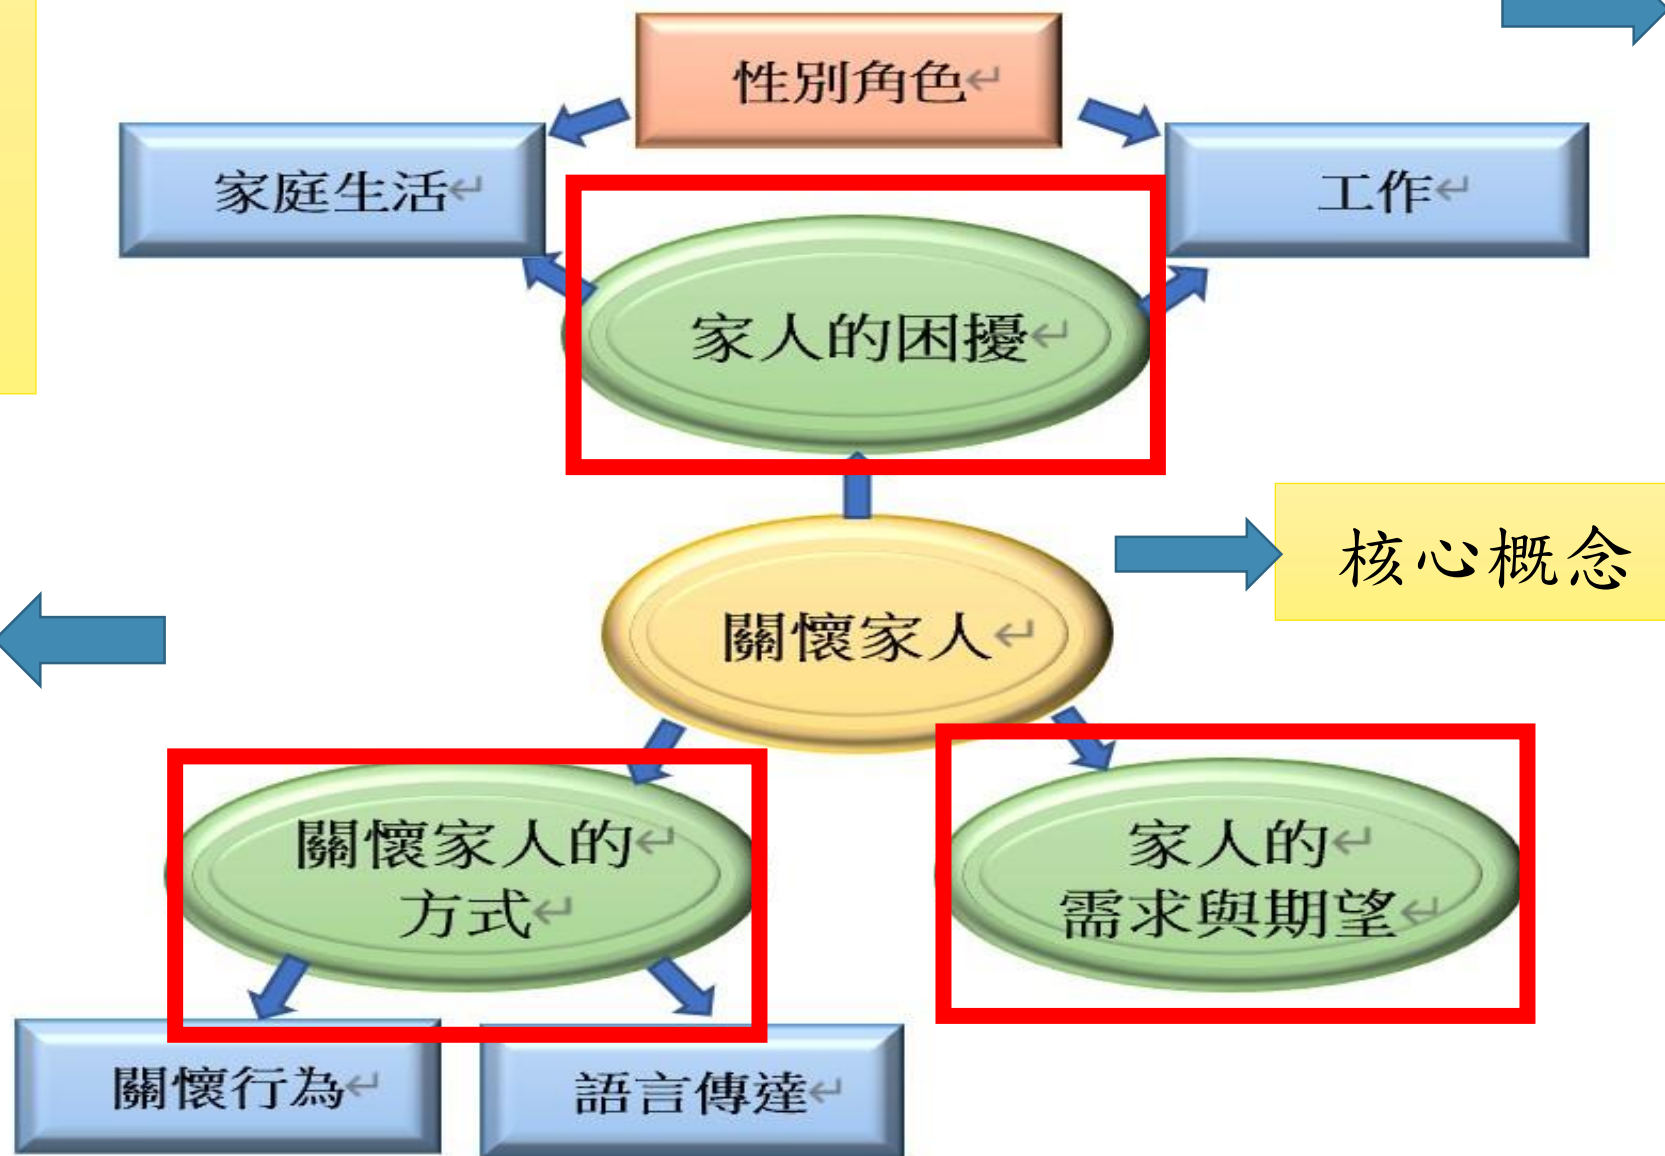 性別角色
家庭生活
工作
家人的困擾
核心概念
關懷家人
關懷家人的
方式
家人的
需求與期望
關懷行為
語言傳達